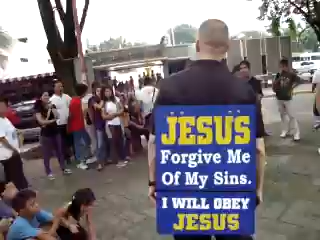 JESUS
Forgive Me
Of My Sins.
I WILL OBEY
JESUS